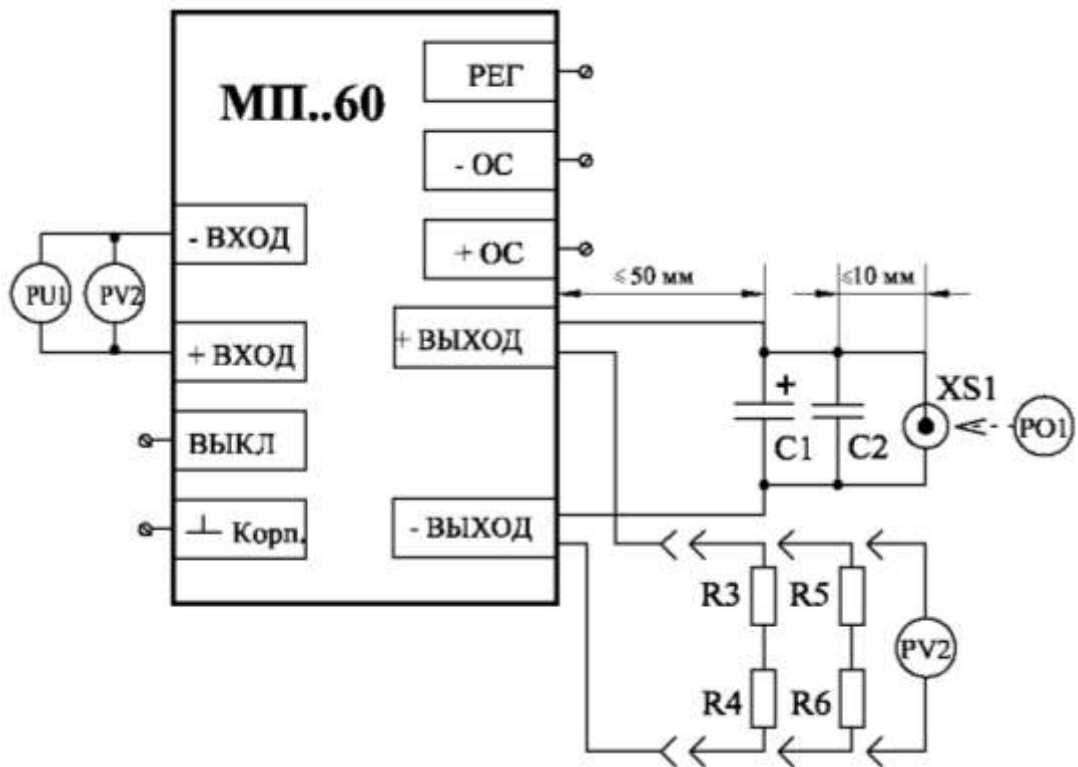 МП..60
РЕГ
- ОС
+ ОС
- ВХОД
PU1
PV2
+ ВХОД
ВЫКЛ
⊥ Корп.
+ ВЫХОД
- ВЫХОД
⩽50 мм
⩽10 мм
+
C1
C2
XS1
PO1
R3
R5
PV2
R4
R6